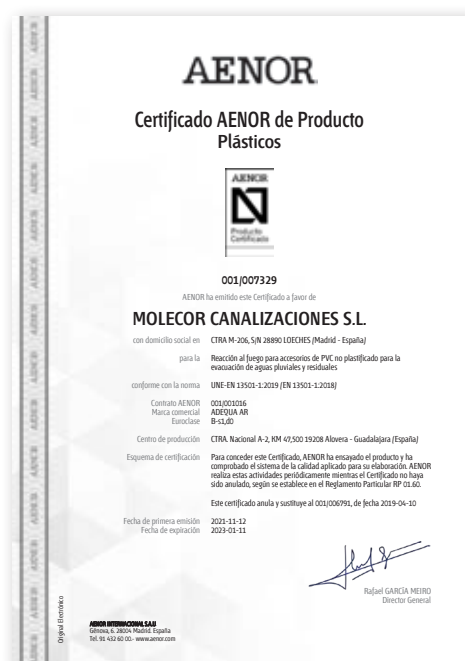 AENOR
Certificado AENOR de Producto
Plásticos
AENOR
Producto
Certificado
001/007329
AENOR ha emitido este Certificado a favor de
MOLECOR CANALIZACIONES S.L.
con domicilio social en CTRA M-206, S/N 28890 LOECHES (Madrid - España)
para la Reacción al fuego para accesorios de PVC no plastificado para la
evacuación de aguas pluviales y residuales
conforme con la norma UNE-EN 13501-1:2019 (EN 13501-1:2018)
Contrato AENOR 001/001016
Marca comercial ADEQUA AR
Euroclase B-s1,d0
Centro de producción CTRA. Nacional A-2, KM 47,500 19208 Alovera - Guadalajara (España)
Esquema de certificación Para conceder este Certificado, AENOR ha ensayado el producto y ha
comprobado el sistema de la calidad aplicado para su elaboración. AENOR
realiza estas actividades periódicamente mientras el Certificado no haya
sido anulado, según se establece en el Reglamento Particular RP 01.60.
Este certificado anula y sustituye al 001/006791, de fecha 2019-04-10
Fecha de primera emisión 2021-11-12
Fecha de expiración 2023-01-11
Rafael GARCÍA MEIRO
Director General
Original Electrónico
AENOR INTERNACIONAL S.A.U
Génova, 6. 28004 Madrid. España
Tel. 91 432 60 00.- www.aenor.com